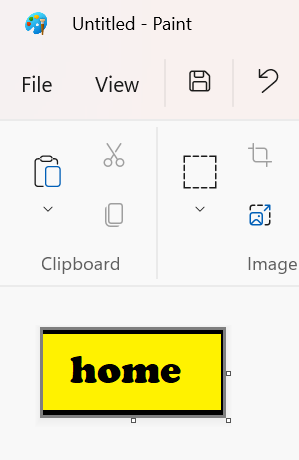 Untitled - Paint
File View
Clipboard Image
home